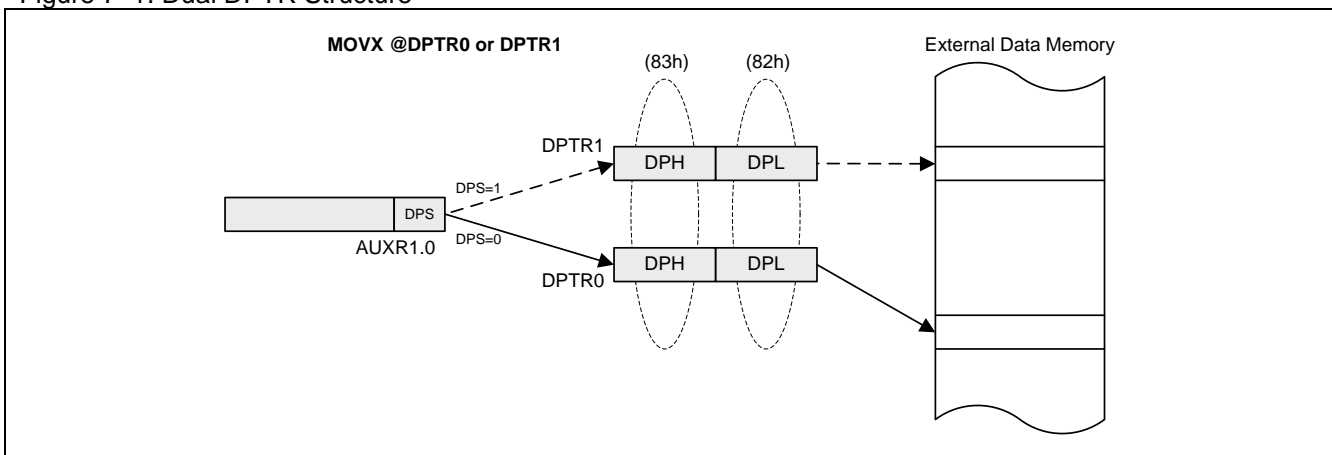 Figure 7–1. Dual DPTR Structure
MOVX @DPTR0 or DPTR1
External Data Memory
(83h)
(82h)
DPTR1
DPH
DPL
DPS=1
DPS
DPS=0
AUXR1.0
DPTR0
DPH
DPL